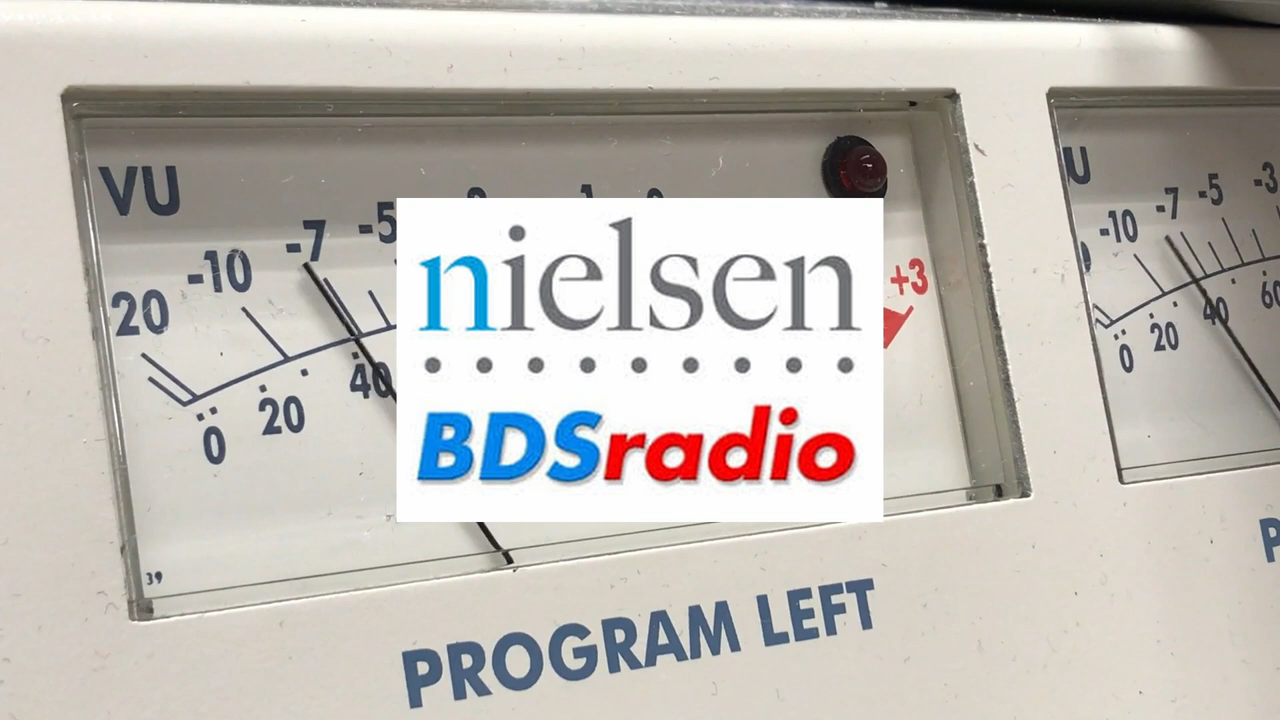 VU
20 -10 -7 -5 +3
0 20 40
39
PROGRAM LEFT
-10 -7 -5 -3
0 20 40 60
nielsen
BDSradio